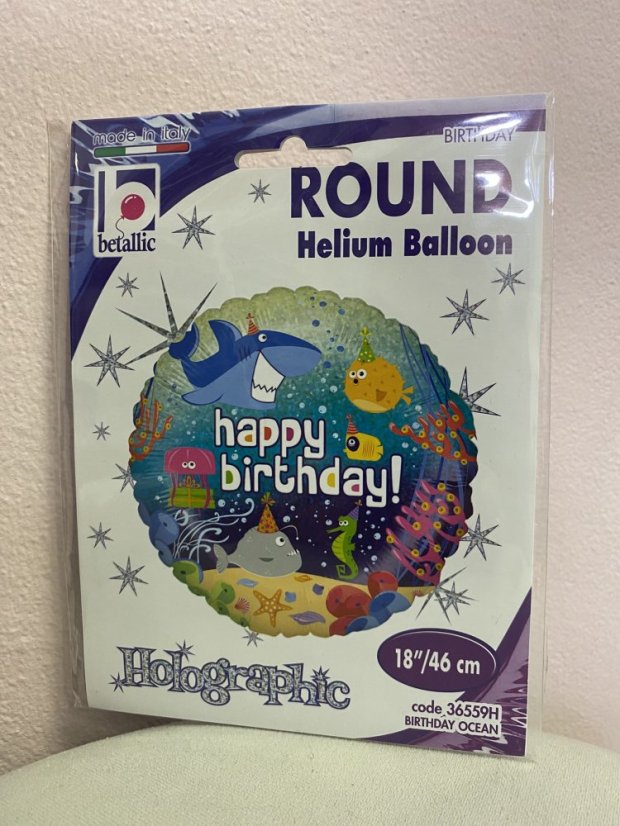 made in italy
BIRTHDAY
betallic
ROUND
Helium Balloon
happy
birthday!
Holographic
18"/46 cm
code 36559H
BIRTHDAY OCEAN